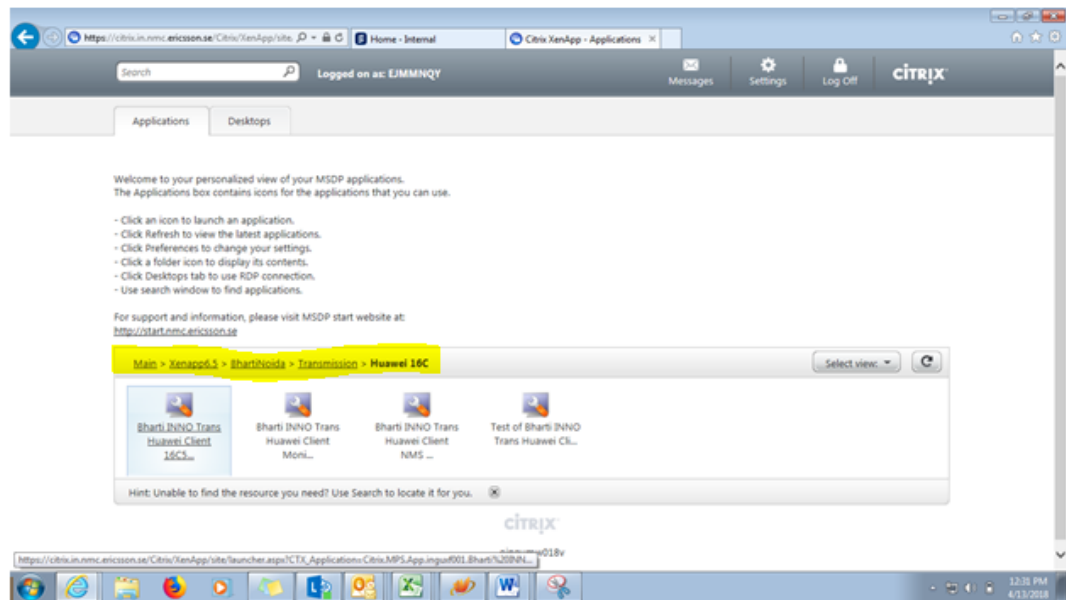 https://citrix.in.nmc.ericsson.se/Citrix/XenApp/site
Home - Internal
Citrix XenApp - Applications
Search
Logged on as: EJMMNQY
Messages
Settings
Log Off
CITRIX
Applications
Desktops
Welcome to your personalized view of your MSDP applications.
The Applications box contains icons for the applications that you can use.
- Click an icon to launch an application.
- Click Refresh to view the latest applications.
- Click Preferences to change your settings.
- Click a folder icon to display its contents.
- Click Desktops tab to use RDP connection.
- Use search window to find applications.
For support and information, please visit MSDP start website at:
http://start.nmc.ericsson.se
Main > Xenapp6.5 > BhartiNoida > Transmission > Huawei 16C
Select view:
Bharti INNO Trans
Huawei Client
16C5...
Bharti INNO Trans
Huawei Client
Moni...
Bharti INNO Trans
Huawei Client
NMS ...
Test of Bharti INNO
Trans Huawei Cli...
Hint: Unable to find the resource you need? Use Search to locate it for you.
CITRIX
https://citrix.in.nmc.ericsson.se/Citrix/XenApp/site/launcher.aspx?CTX_Application=Citrix.MPS.App.inguxf001.Bharti%20INN...
12:31 PM
4/13/2018